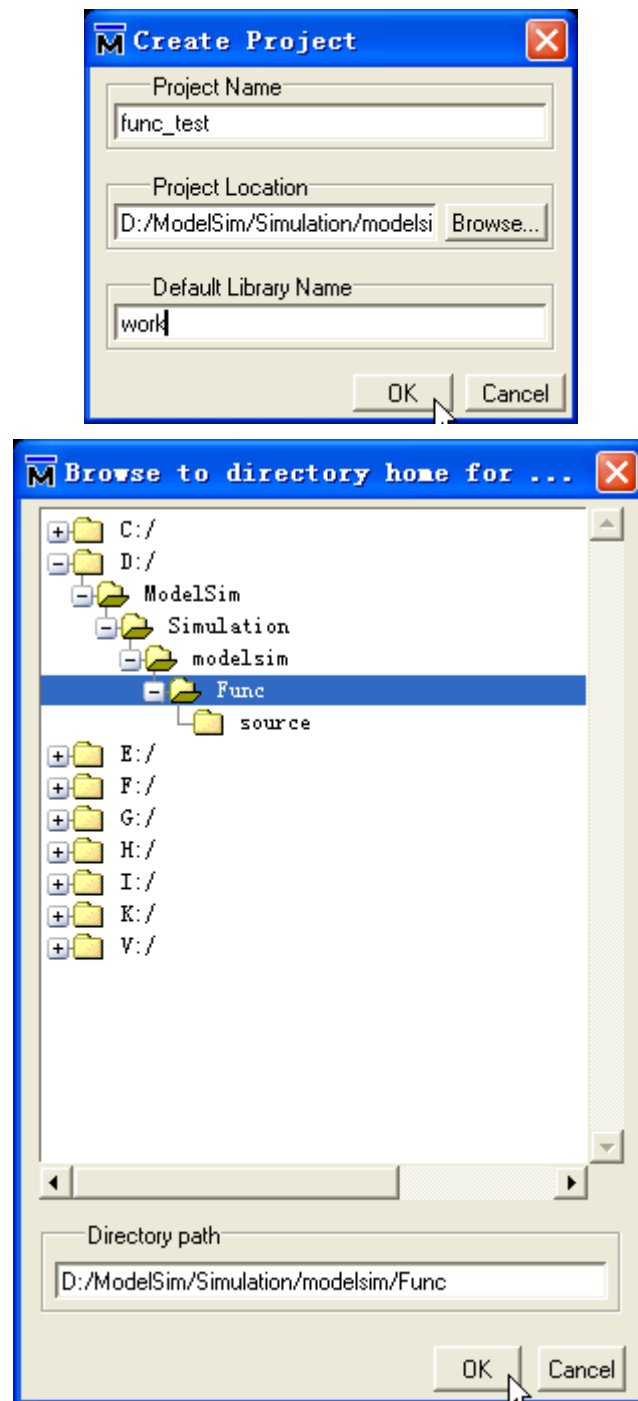 Create Project
Project Name
func_test
Project Location
D:/ModelSim/Simulation/modelsi Browse...
Default Library Name
work
OK Cancel
Browse to directory home for ...
C:/
D:/
ModelSim
Simulation
modelsim
Func
source
E:/
F:/
G:/
H:/
I:/
K:/
V:/
Directory path
D:/ModelSim/Simulation/modelsim/Func
OK Cancel